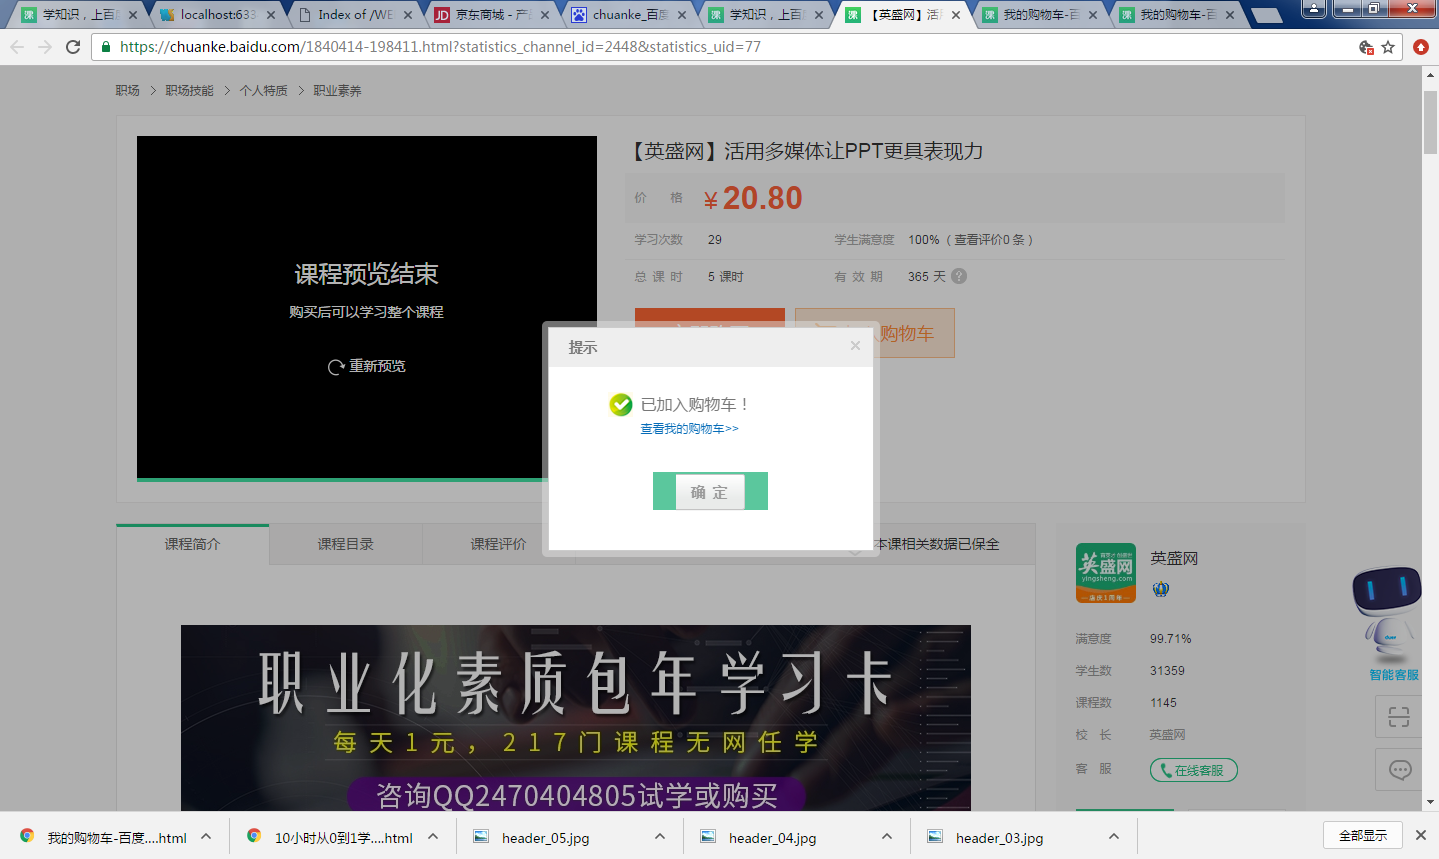 学知识，上百度
localhost:633
Index of /WE
京东商城 - 产
chuanke_百度
学知识，上百
【英盛网】活
我的购物车-百
我的购物车-百
https://chuanke.baidu.com/1840414-198411.html?statistics_channel_id=2448&statistics_uid=77
职场 > 职场技能 > 个人特质 > 职业素养
课程预览结束
购买后可以学习整个课程
重新预览
【英盛网】活用多媒体让PPT更具表现力
价 格 ¥20.80
学习次数 29 学生满意度 100% ( 查看评价0 条 )
总 课 时 5 课时 有 效 期 365 天 ?
购物车
提示
已加入购物车！
查看我的购物车>>
确 定
课程简介
课程目录
课程评价
本课相关数据已保全
职业化素质包年学习卡
每天1元，217门课程无网任学
咨询QQ2470404805试学或购买
英盛网
yingsheng.com
英盛网
满意度 99.71%
学生数 31359
课程数 1145
校 长 英盛网
客 服 在线客服
智能客服
我的购物车-百度....html
10小时从0到1学....html
header_05.jpg
header_04.jpg
header_03.jpg
全部显示